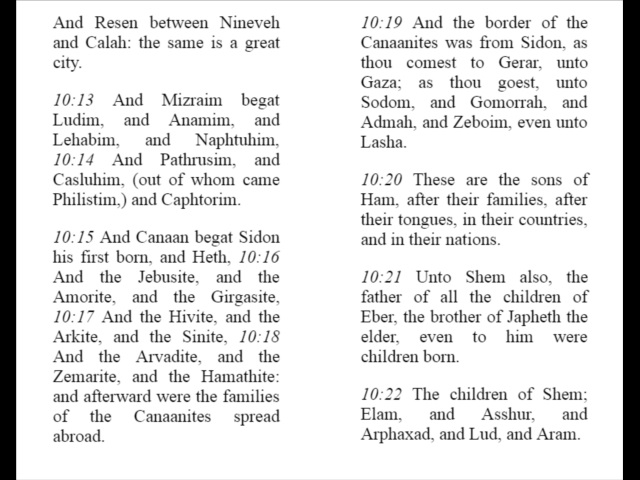 And Resen between Nineveh
and Calah: the same is a great
city.
10:13 And Mizraim begat
Ludim, and Anamim, and
Lehabim, and Naphtuhim,
10:14 And Pathrusim, and
Casluhim, (out of whom came
Philistim,) and Caphtorim.
10:15 And Canaan begat Sidon
his first born, and Heth, 10:16
And the Jebusite, and the
Amorite, and the Girgasite,
10:17 And the Hivite, and the
Arkite, and the Sinite, 10:18
And the Arvadite, and the
Zemarite, and the Hamathite:
and afterward were the families
of the Canaanites spread
abroad.
10:19 And the border of the
Canaanites was from Sidon, as
thou comest to Gerar, unto
Gaza; as thou goest, unto
Sodom, and Gomorrah, and
Admah, and Zeboim, even unto
Lasha.
10:20 These are the sons of
Ham, after their families, after
their tongues, in their countries,
and in their nations.
10:21 Unto Shem also, the
father of all the children of
Eber, the brother of Japheth the
elder, even to him were
children born.
10:22 The children of Shem;
Elam, and Asshur, and
Arphaxad, and Lud, and Aram.